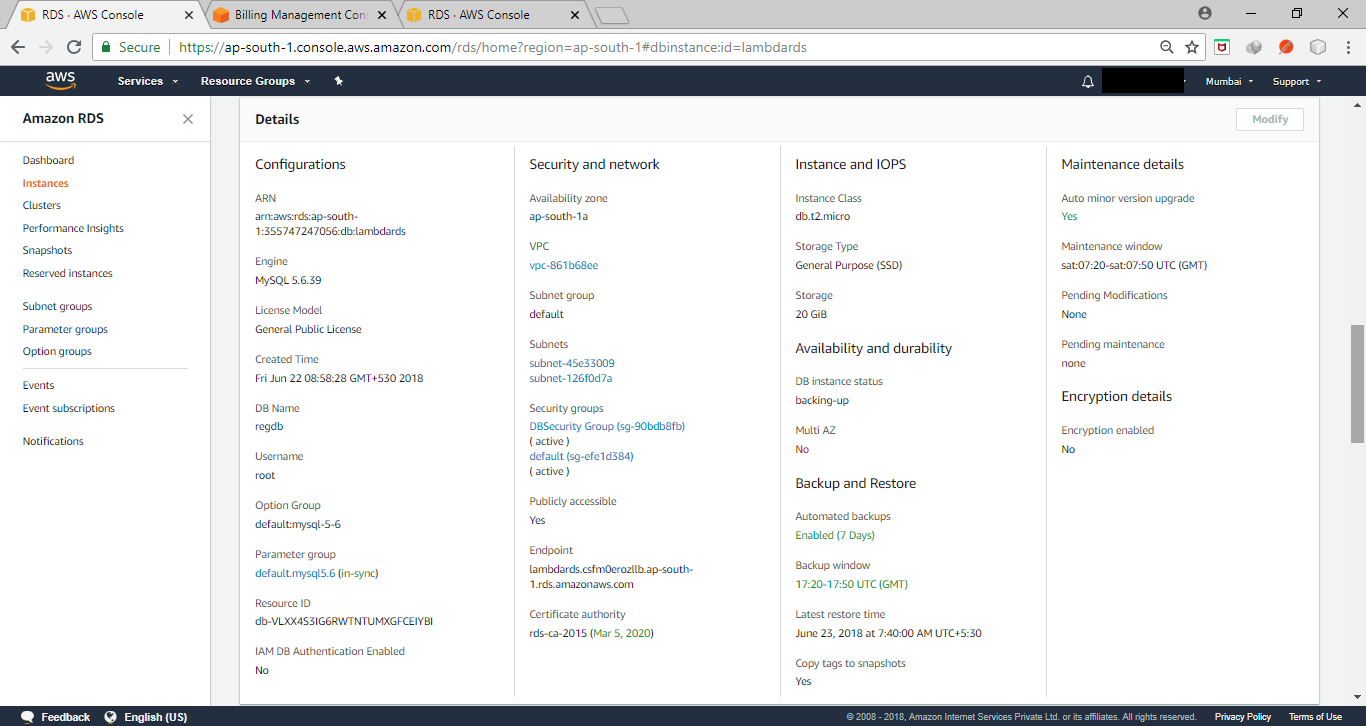 RDS · AWS Console
Billing Management Con
RDS · AWS Console
Secure
https://ap-south-1.console.aws.amazon.com/rds/home?region=ap-south-1#dbinstance:id=lambdards
aws
Services
Resource Groups
Mumbai
Support
Amazon RDS
Dashboard
Instances
Clusters
Performance Insights
Snapshots
Reserved instances
Subnet groups
Parameter groups
Option groups
Events
Event subscriptions
Notifications
Details
Modify
Configurations
ARN
arn:aws:rds:ap-south-
1:355747247056:db:lambdards
Engine
MySQL 5.6.39
License Model
General Public License
Created Time
Fri Jun 22 08:58:28 GMT+530 2018
DB Name
regdb
Username
root
Option Group
default:mysql-5-6
Parameter group
default.mysql5.6 (in-sync)
Resource ID
db-VLXX4S3IG6RWTNTUMXGFCEIYBI
IAM DB Authentication Enabled
No
Security and network
Availability zone
ap-south-1a
VPC
vpc-861b68ee
Subnet group
default
Subnets
subnet-45e33009
subnet-126f0d7a
Security groups
DBSecurity Group (sg-90bdb8fb)
( active )
default (sg-efe1d384)
( active )
Publicly accessible
Yes
Endpoint
lambdards.csfm0erozllb.ap-south-
1.rds.amazonaws.com
Certificate authority
rds-ca-2015 (Mar 5, 2020)
Instance and IOPS
Instance Class
db.t2.micro
Storage Type
General Purpose (SSD)
Storage
20 GiB
Availability and durability
DB instance status
backing-up
Multi AZ
No
Backup and Restore
Automated backups
Enabled (7 Days)
Backup window
17:20-17:50 UTC (GMT)
Latest restore time
June 23, 2018 at 7:40:00 AM UTC+5:30
Copy tags to snapshots
Yes
Maintenance details
Auto minor version upgrade
Yes
Maintenance window
sat:07:20-sat:07:50 UTC (GMT)
Pending Modifications
None
Pending maintenance
none
Encryption details
Encryption enabled
No
Feedback
English (US)
© 2008 - 2018, Amazon Internet Services Private Ltd. or its affiliates. All rights reserved.
Privacy Policy
Terms of Use